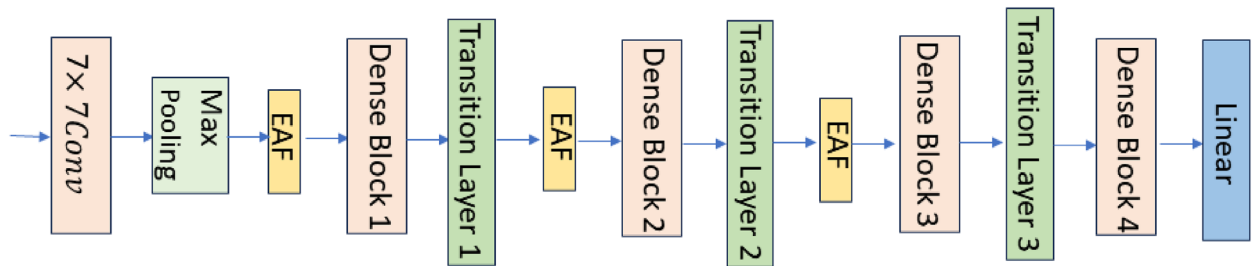 7× 7Conv
Max
Pooling
EAF
Dense Block 1
Transition Layer 1
EAF
Dense Block 2
Transition Layer 2
EAF
Dense Block 3
Transition Layer 3
Dense Block 4
Linear